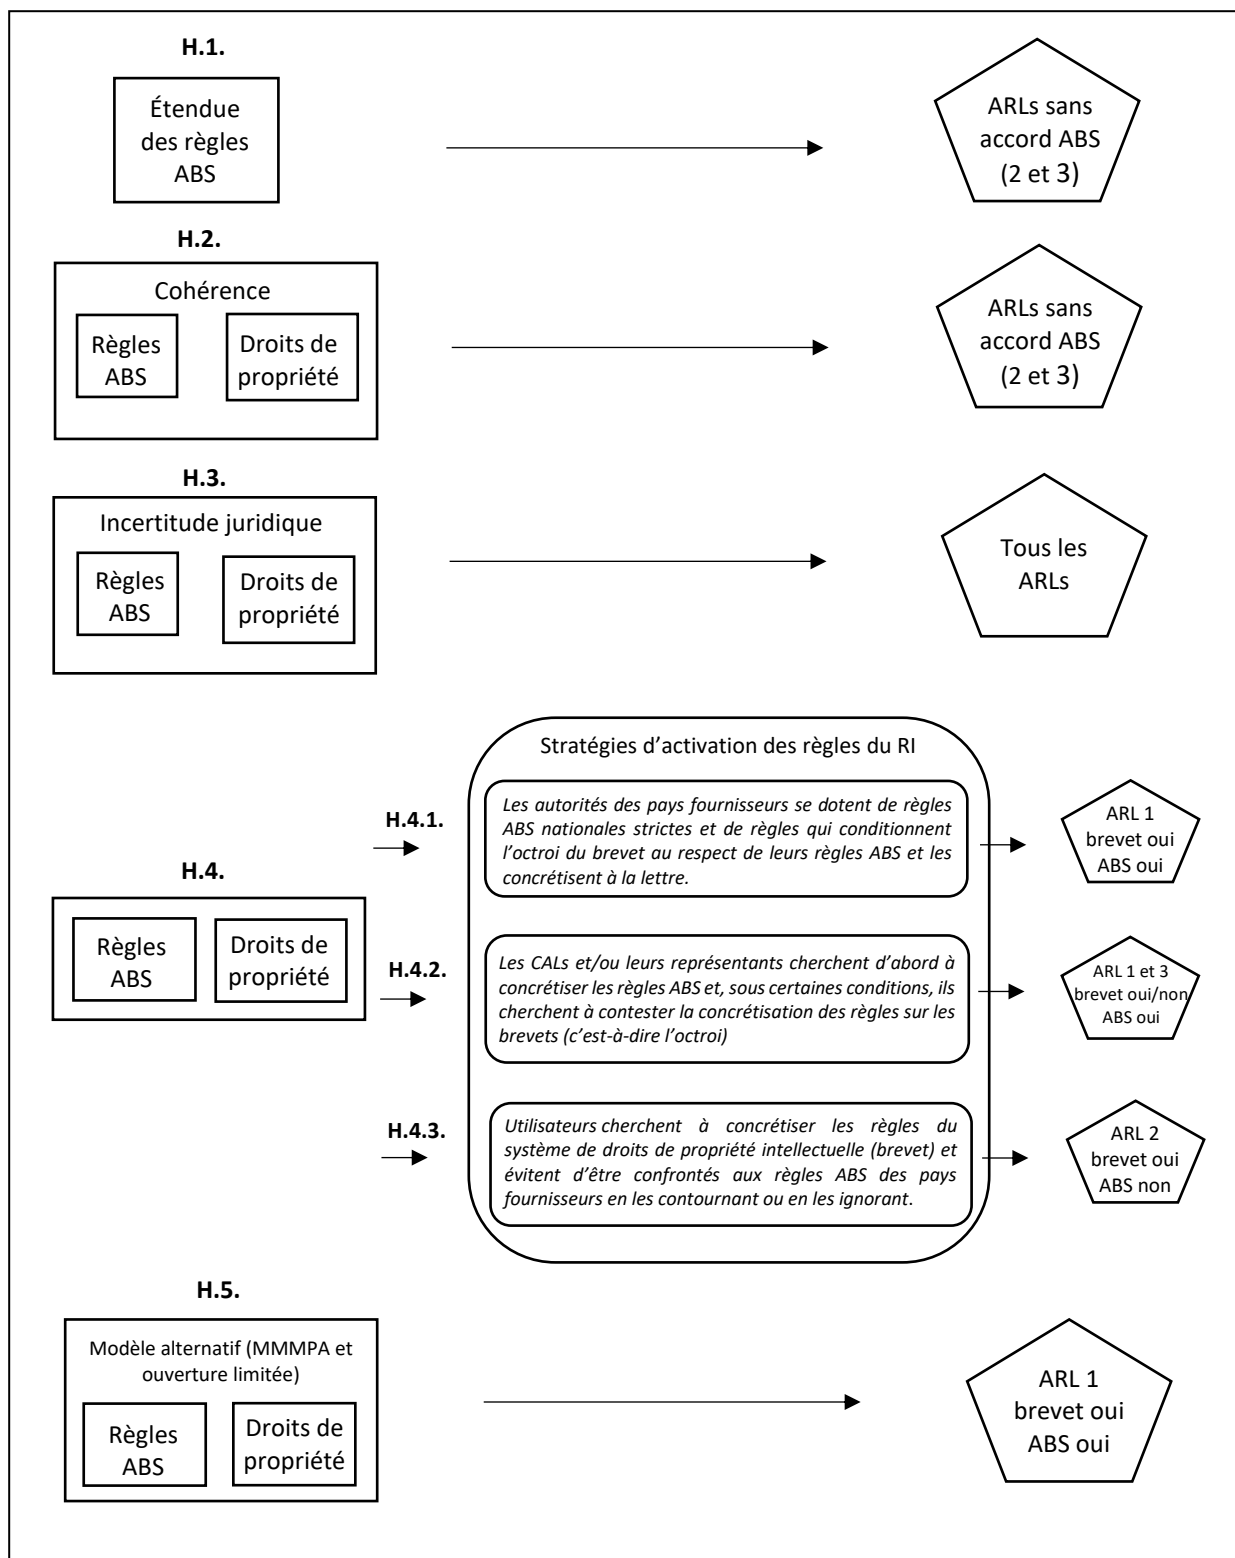 H.1.
Étendue
des règles
ABS
ARLs sans
accord ABS
(2 et 3)
H.2.
Cohérence
Règles
ABS
Droits de
propriété
ARLs sans
accord ABS
(2 et 3)
H.3.
Incertitude juridique
Règles
ABS
Droits de
propriété
Tous les
ARLs
H.4.
Règles
ABS
Droits de
propriété
Stratégies d'activation des règles du RI
H.4.1.
Les autorités des pays fournisseurs se dotent de règles
ABS nationales strictes et de règles qui conditionnent
l'octroi du brevet au respect de leurs règles ABS et les
concrétisent à la lettre.
ARL 1
brevet oui
ABS oui
H.4.2.
Les CALs et/ou leurs représentants cherchent d'abord à
concrétiser les règles ABS et, sous certaines conditions, ils
cherchent à contester la concrétisation des règles sur les
brevets (c'est-à-dire l'octroi)
ARL 1 et 3
brevet oui/non
ABS oui
H.4.3.
Utilisateurs cherchent à concrétiser les règles du
système de droits de propriété intellectuelle (brevet) et
évitent d'être confrontés aux règles ABS des pays
fournisseurs en les contournant ou en les ignorant.
ARL 2
brevet oui
ABS non
H.5.
Modèle alternatif (MMMPA et
ouverture limitée)
Règles
ABS
Droits de
propriété
ARL 1
brevet oui
ABS oui